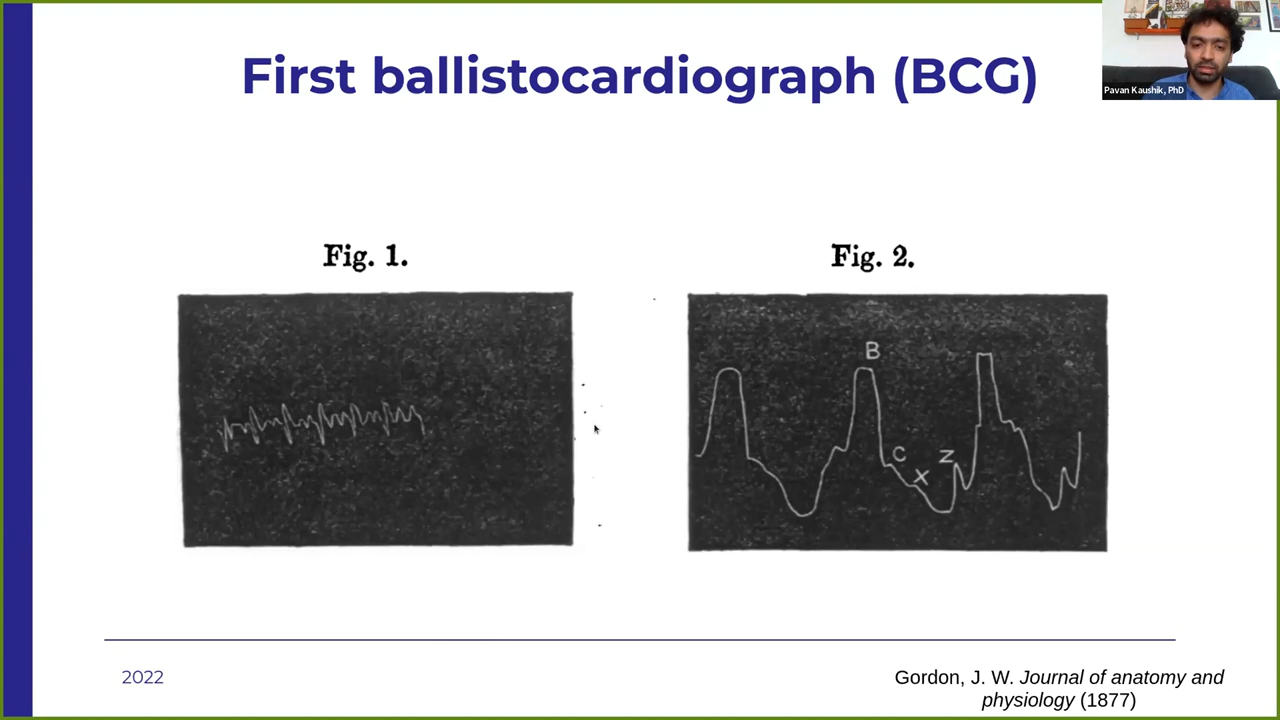 First ballistocardiograph (BCG)
Pavan Kaushik, PhD
Fig. 1.
Fig. 2.
B
C
X
Z
2022
Gordon, J. W. Journal of anatomy and
physiology (1877)